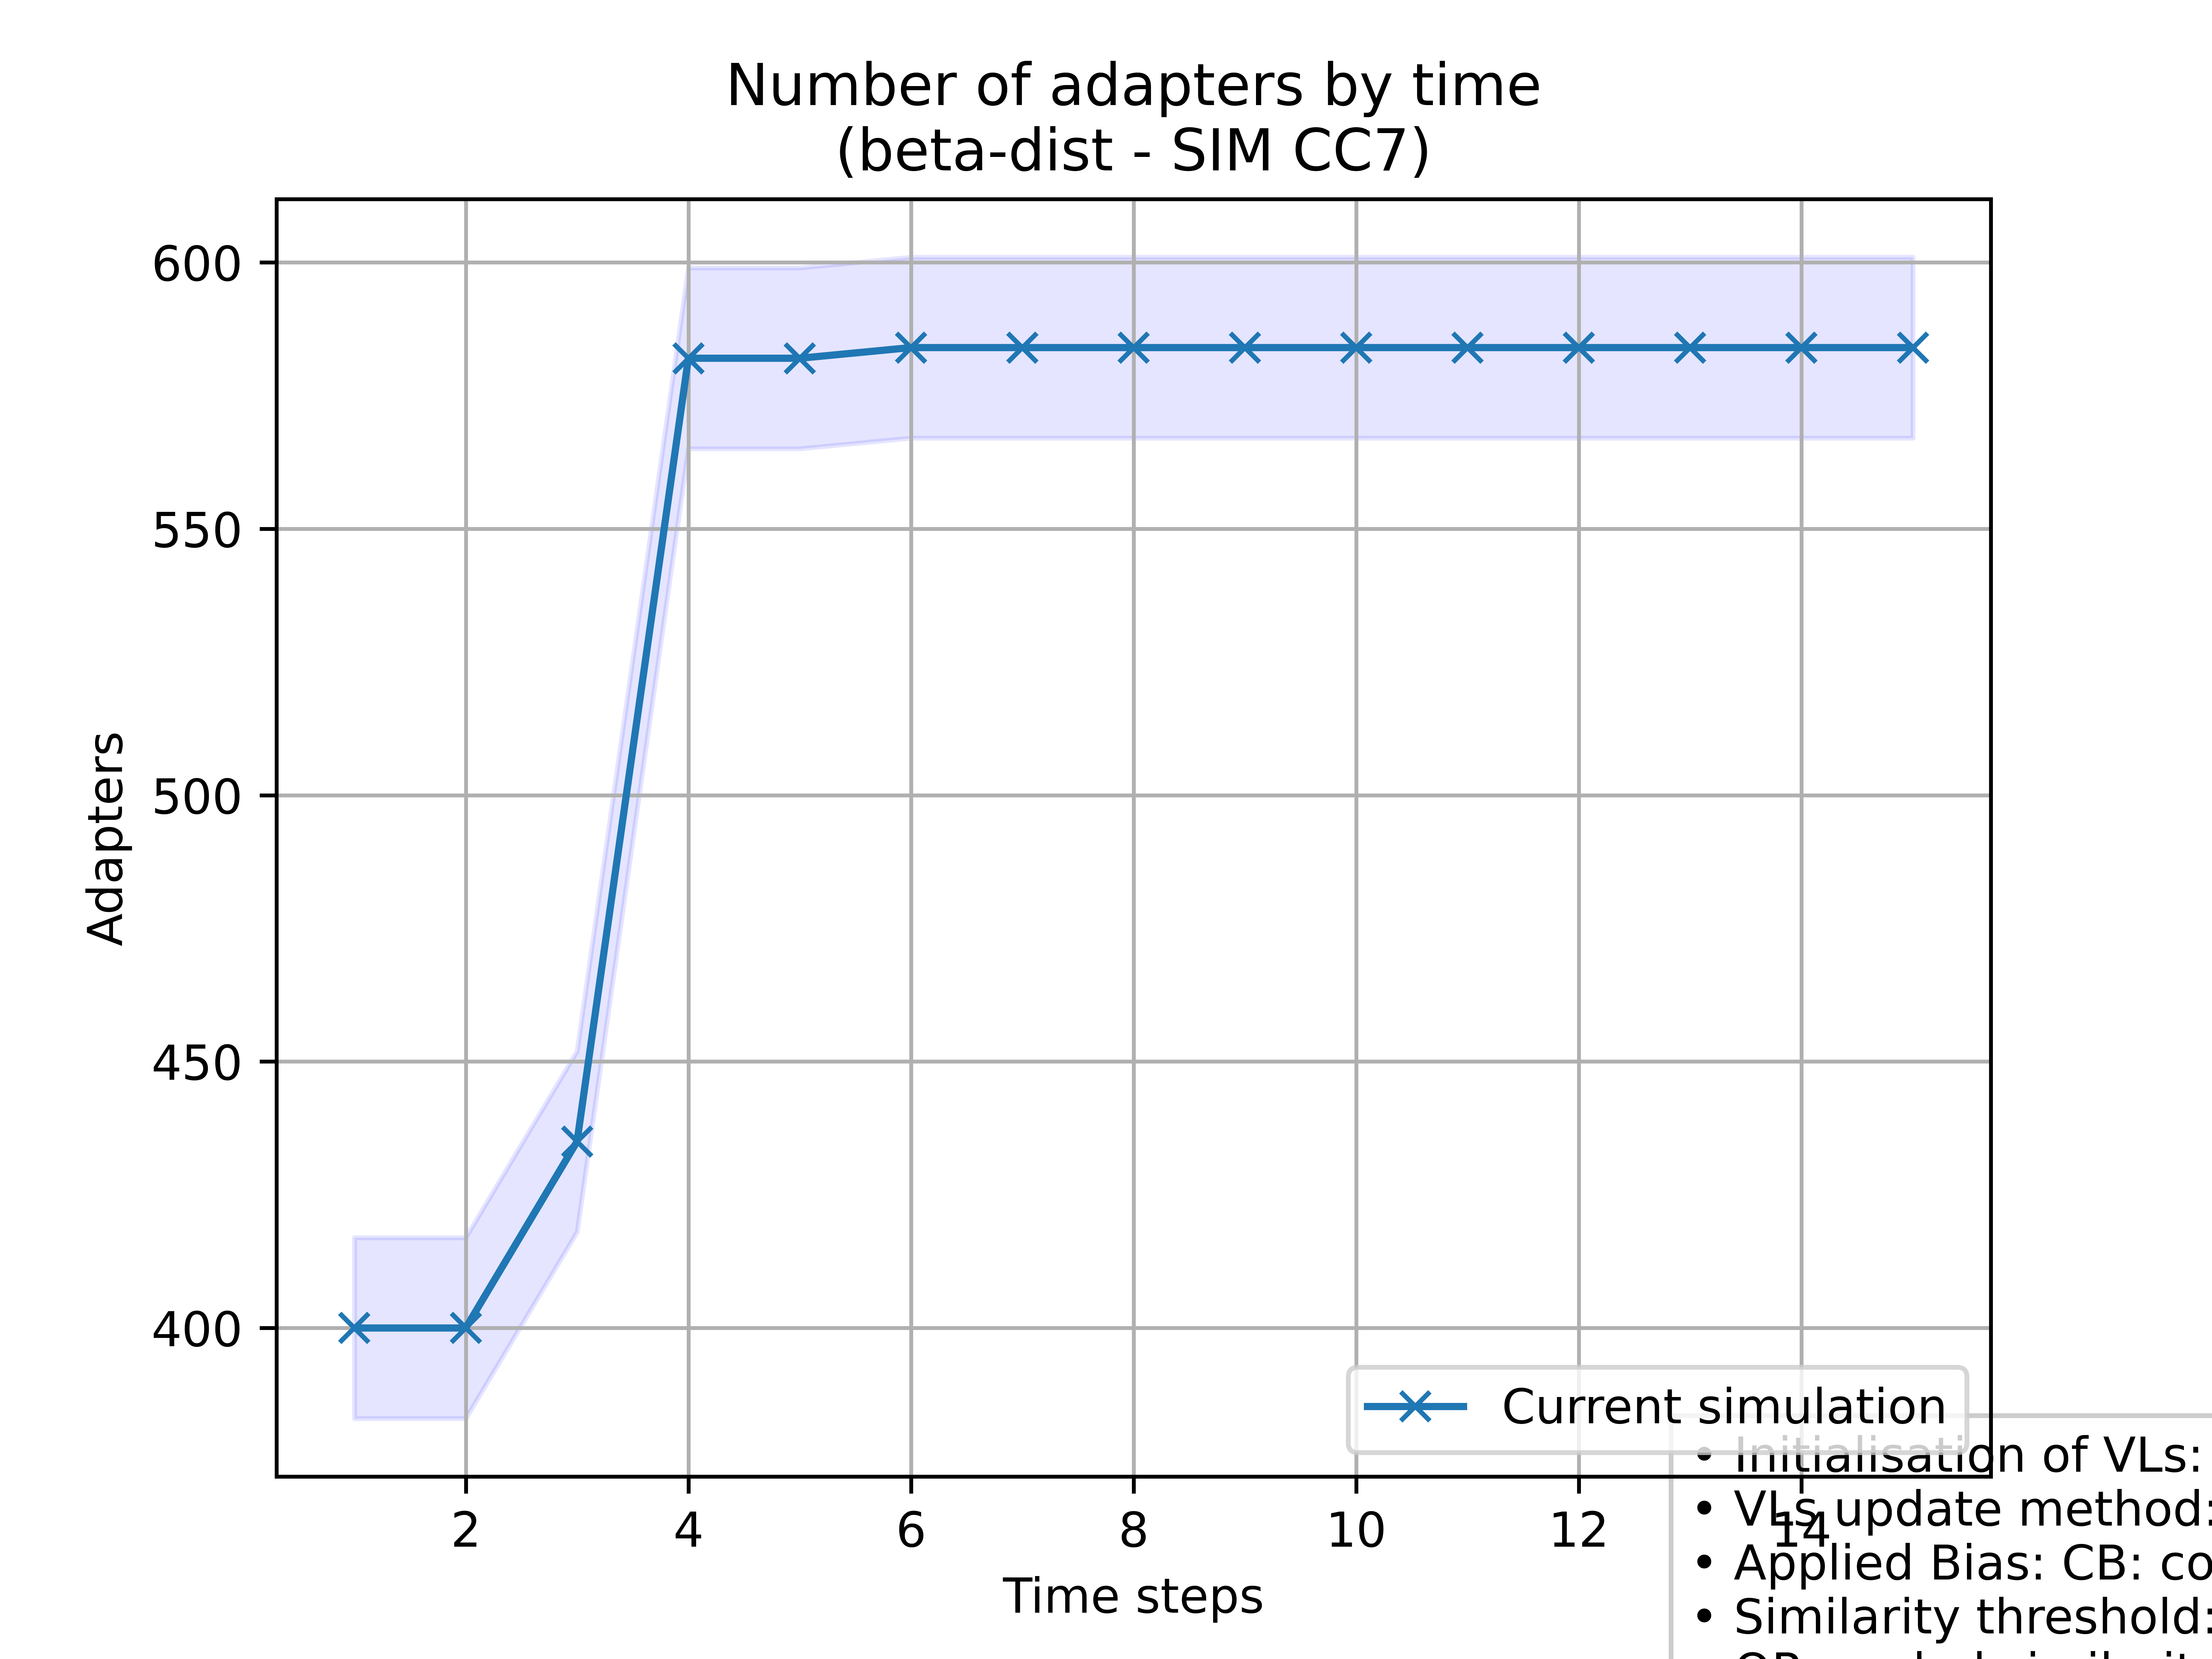 Number of adapters by time
(beta-dist - SIM CC7)
600
550
500
450
400
Adapters
2 4 6 8 10 12 14
Time steps
Current simulation
• Initialisation of VLs:
• VLs update method:
• Applied Bias: CB: co
• Similarity threshold: